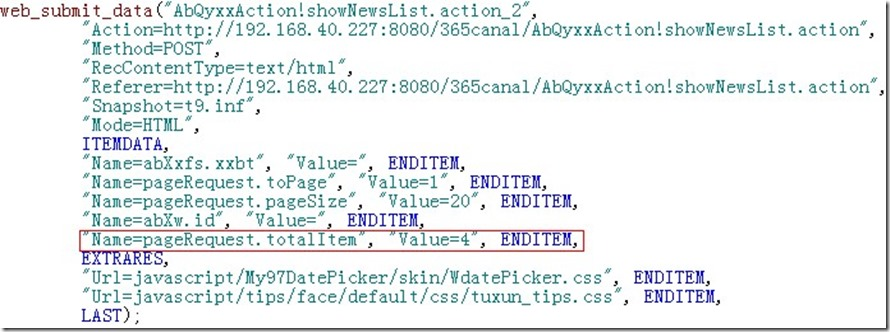 web_submit_data("AbQyxxAction!showNewsList.action_2",
"Action=http://192.168.40.227:8080/365canal/AbQyxxAction!showNewsList.action",
"Method=POST",
"RecContentType=text/html",
"Referer=http://192.168.40.227:8080/365canal/AbQyxxAction!showNewsList.action",
"Snapshot=t9.inf",
"Mode=HTML",
ITEMDATA,
"Name=abXxfs.xxbt", "Value=", ENDITEM,
"Name=pageRequest.toPage", "Value=1", ENDITEM,
"Name=pageRequest.pageSize", "Value=20", ENDITEM,
"Name=abXw.id", "Value=", ENDITEM,
"Name=pageRequest.totalItem", "Value=4", ENDITEM,
EXTRARES,
"Url=javascript/My97DatePicker/skin/WdatePicker.css", ENDITEM,
"Url=javascript/tips/face/default/css/tuxun_tips.css", ENDITEM,
LAST);